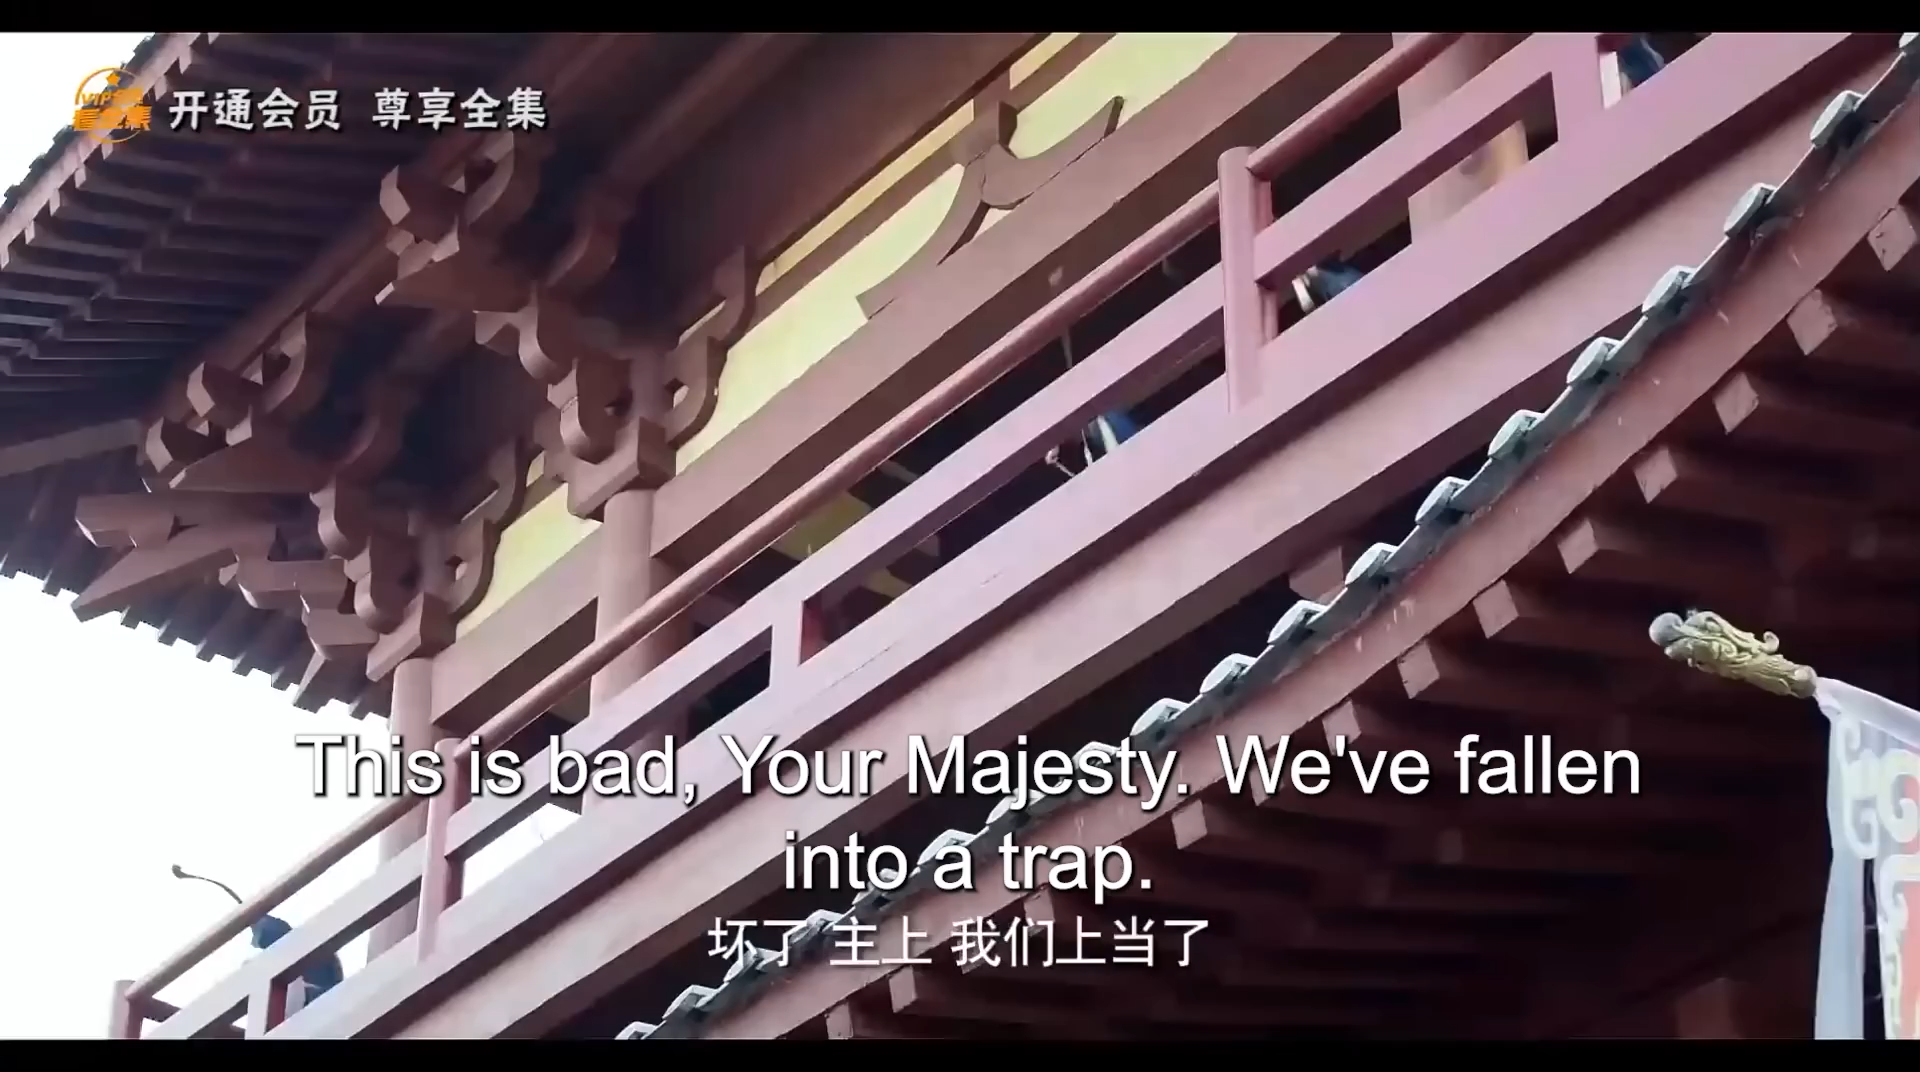 开通会员 尊享全集
This is bad, Your Majesty. We've fallen
into a trap.
坏了 主上 我们上当了